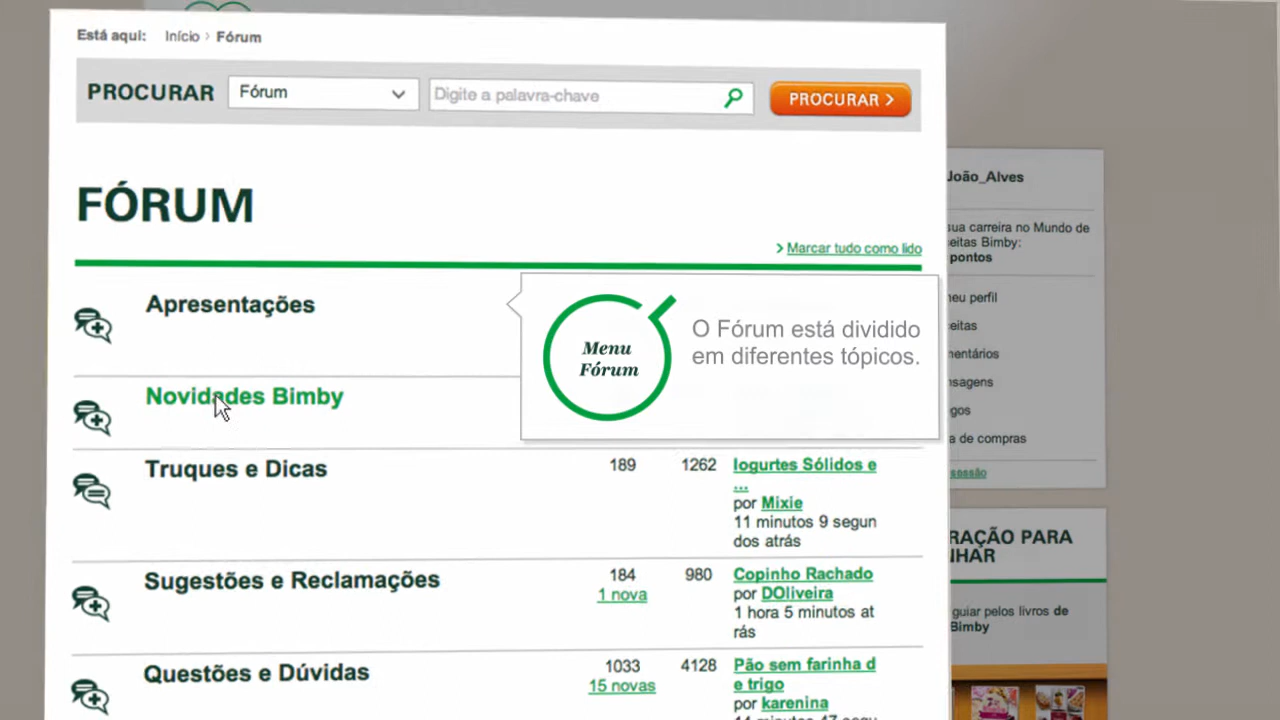 Está aqui: Início › Fórum
PROCURAR Fórum Digite a palavra-chave PROCURAR >
FÓRUM
> Marcar tudo como lido
Apresentações
Menu
Fórum
O Fórum está dividido
em diferentes tópicos.
Novidades Bimby
Truques e Dicas 189 1262 Iogurtes Sólidos e
...
por Mixie
11 minutos 9 segun
dos atrás
Sugestões e Reclamações 184 980 Copinho Rachado
1 nova por DOliveira
1 hora 5 minutos at
rás
Questões e Dúvidas 1033 4128 Pão sem farinha d
15 novas e trigo
por karenina
João_Alves
sua carreira no Mundo de
eitas Bimby:
pontos
neu perfil
eitas
nentários
nsagens
gos
a de compras
sessão
RAÇÃO PARA
NHAR
guiar pelos livros de
Bimby